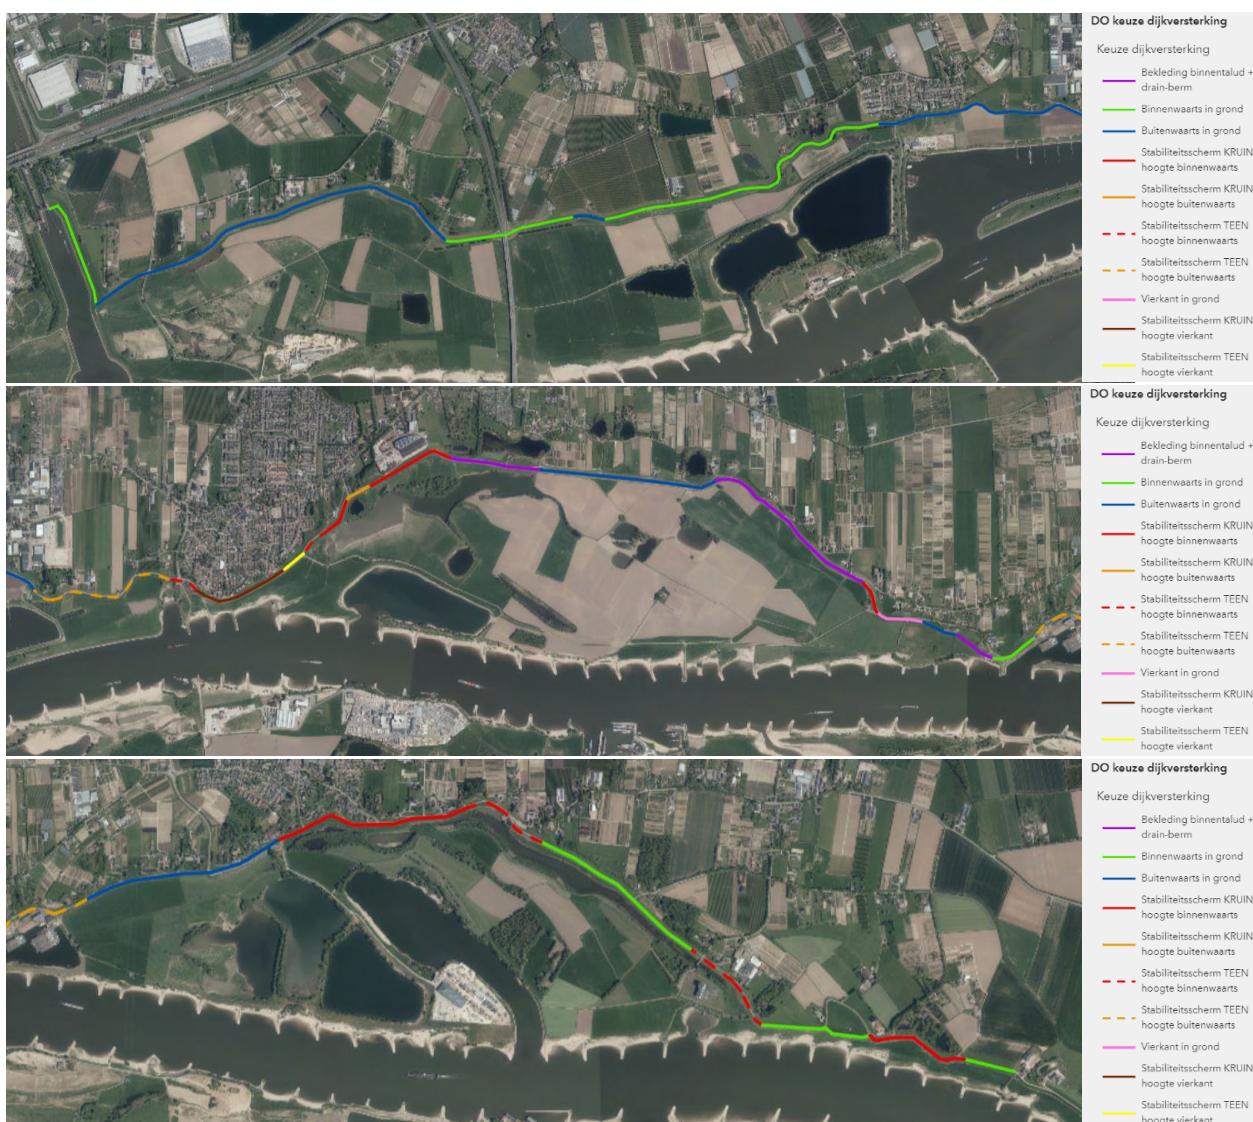 DO keuze dijkversterking
Keuze dijkversterking
Bekleding binnentalud +
drain-berm
Binnenwaarts in grond
Buitenwaarts in grond
Stabiliteitsscherm KRUIN
hoogte binnenwaarts
Stabiliteitsscherm KRUIN
hoogte buitenwaarts
Stabiliteitsscherm TEEN
hoogte binnenwaarts
Stabiliteitsscherm TEEN
hoogte buitenwaarts
Vierkant in grond
Stabiliteitsscherm KRUIN
hoogte vierkant
Stabiliteitsscherm TEEN
hoogte vierkant
DO keuze dijkversterking
Keuze dijkversterking
Bekleding binnentalud +
drain-berm
Binnenwaarts in grond
Buitenwaarts in grond
Stabiliteitsscherm KRUIN
hoogte binnenwaarts
Stabiliteitsscherm KRUIN
hoogte buitenwaarts
Stabiliteitsscherm TEEN
hoogte binnenwaarts
Stabiliteitsscherm TEEN
hoogte buitenwaarts
Vierkant in grond
Stabiliteitsscherm KRUIN
hoogte vierkant
Stabiliteitsscherm TEEN
hoogte vierkant
DO keuze dijkversterking
Keuze dijkversterking
Bekleding binnentalud +
drain-berm
Binnenwaarts in grond
Buitenwaarts in grond
Stabiliteitsscherm KRUIN
hoogte binnenwaarts
Stabiliteitsscherm KRUIN
hoogte buitenwaarts
Stabiliteitsscherm TEEN
hoogte binnenwaarts
Stabiliteitsscherm TEEN
hoogte buitenwaarts
Vierkant in grond
Stabiliteitsscherm KRUIN
hoogte vierkant
Stabiliteitsscherm TEEN
hoogte vierkant